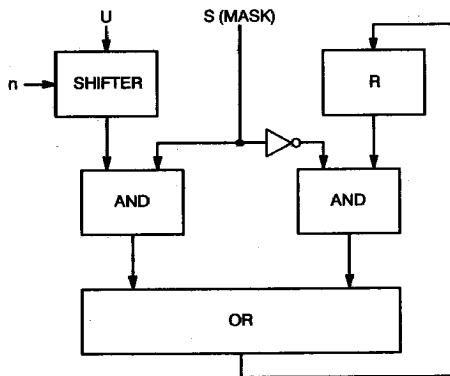 U
S (MASK)
n
SHIFTER
R
AND
AND
OR